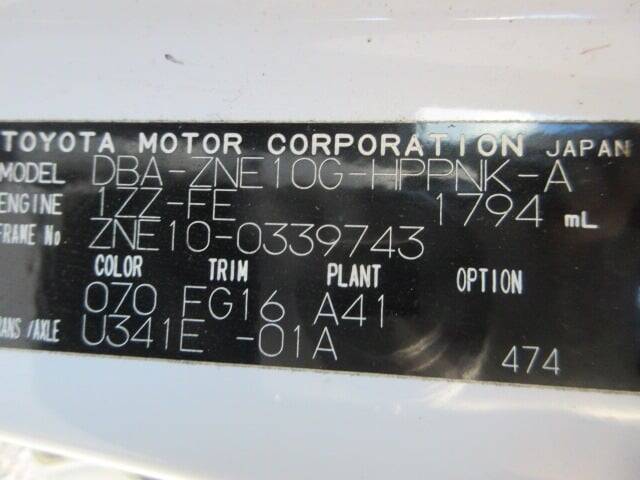 TOYOTA MOTOR CORPORATION JAPAN
MODEL DBA-ZNE10G-HPPNK-A
ENGINE 1ZZ-FE 1794 mL
FRAME No ZNE10-0339743
COLOR TRIM PLANT OPTION
070 FG16 A41
TRANS/AXLE U341E -01A
474